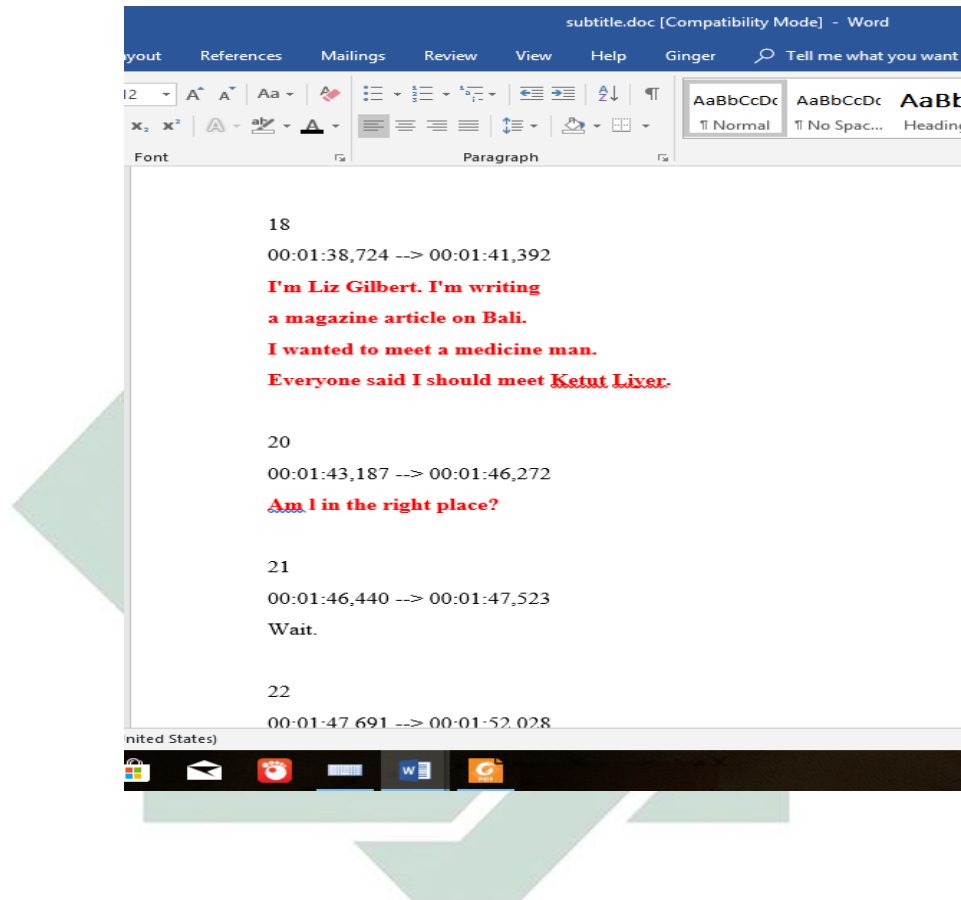 subtitle.doc [Compatibility Mode] - Word
yout References Mailings Review View Help Ginger Tell me what you want
12 A A Aa
AaBbCcDc AaBbCcDc AaBb
x₂ x² A aby A
¶ Normal ¶ No Spac... Heading
Font Paragraph
18
00:01:38,724 --> 00:01:41,392
I'm Liz Gilbert. I'm writing
a magazine article on Bali.
I wanted to meet a medicine man.
Everyone said I should meet Ketut Liyer.
20
00:01:43,187 --> 00:01:46,272
Am l in the right place?
21
00:01:46,440 --> 00:01:47,523
Wait.
22
00:01:47,691 --> 00:01:52,028
nited States)